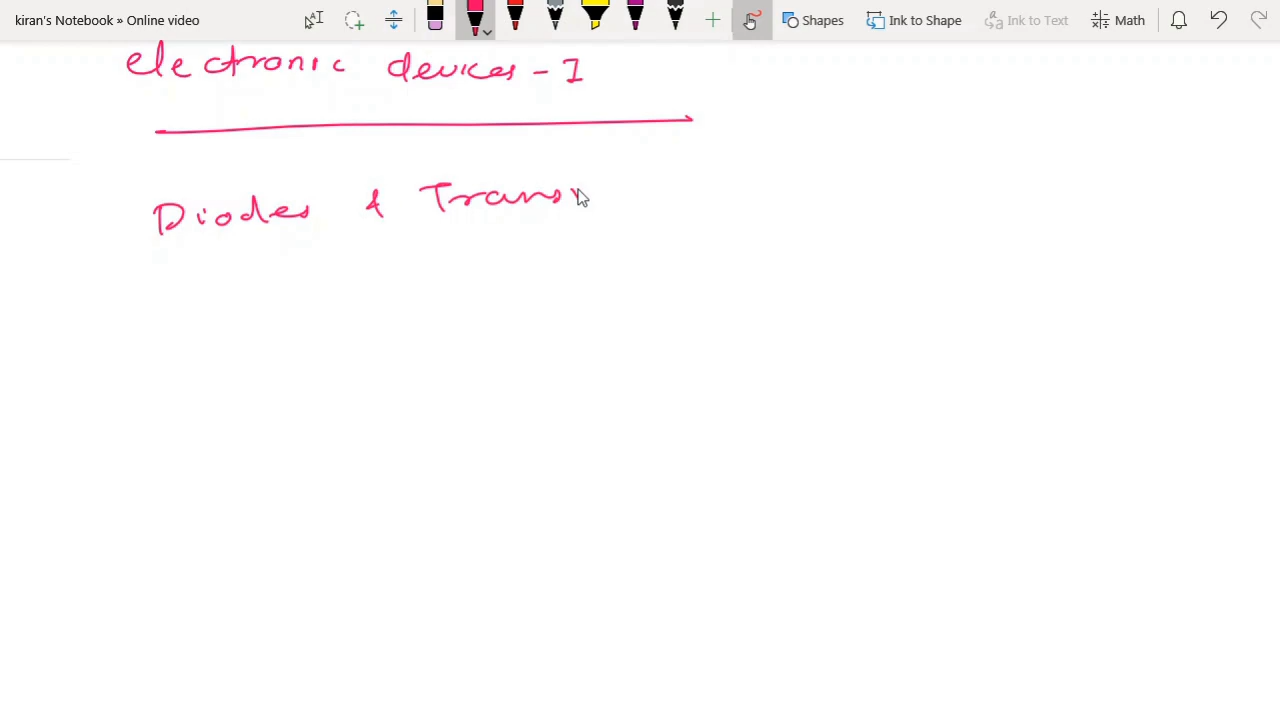 kiran's Notebook » Online video Shapes Ink to Shape Ink to Text Math
electronic devices - I
Diodes & Trans